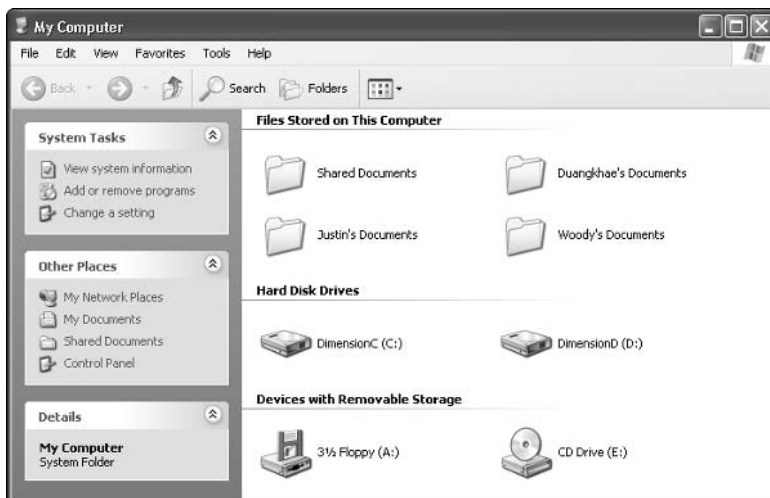 My Computer
File Edit View Favorites Tools Help
Back Search Folders
System Tasks
View system information
Add or remove programs
Change a setting
Other Places
My Network Places
My Documents
Shared Documents
Control Panel
Details
My Computer
System Folder
Files Stored on This Computer
Shared Documents Duangkhae's Documents
Justin's Documents Woody's Documents
Hard Disk Drives
DimensionC (C:) DimensionD (D:)
Devices with Removable Storage
3½ Floppy (A:) CD Drive (E:)